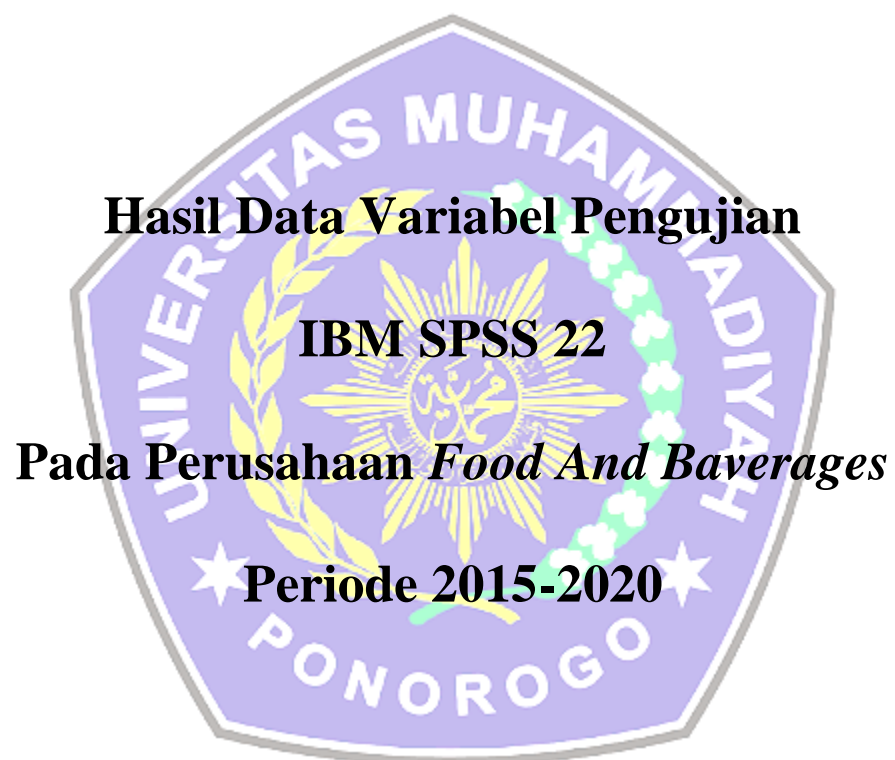 UNIVERSITAS MUHAMMADIYAH
Hasil Data Variabel Pengujian
IBM SPSS 22
Pada Perusahaan Food And Baverages
Periode 2015-2020
PONOROGO